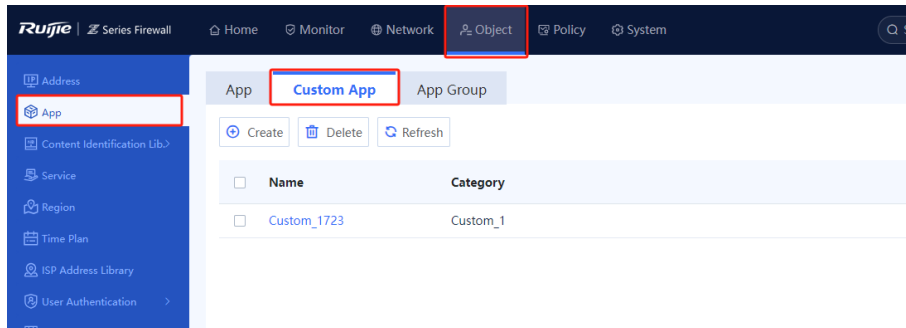 Ruijie | Z Series Firewall Home Monitor Network Object Policy System
Address
App
Content Identification Lib.>
Service
Region
Time Plan
ISP Address Library
User Authentication >
App Custom App App Group
Create Delete Refresh
Name Category
Custom_1723 Custom_1